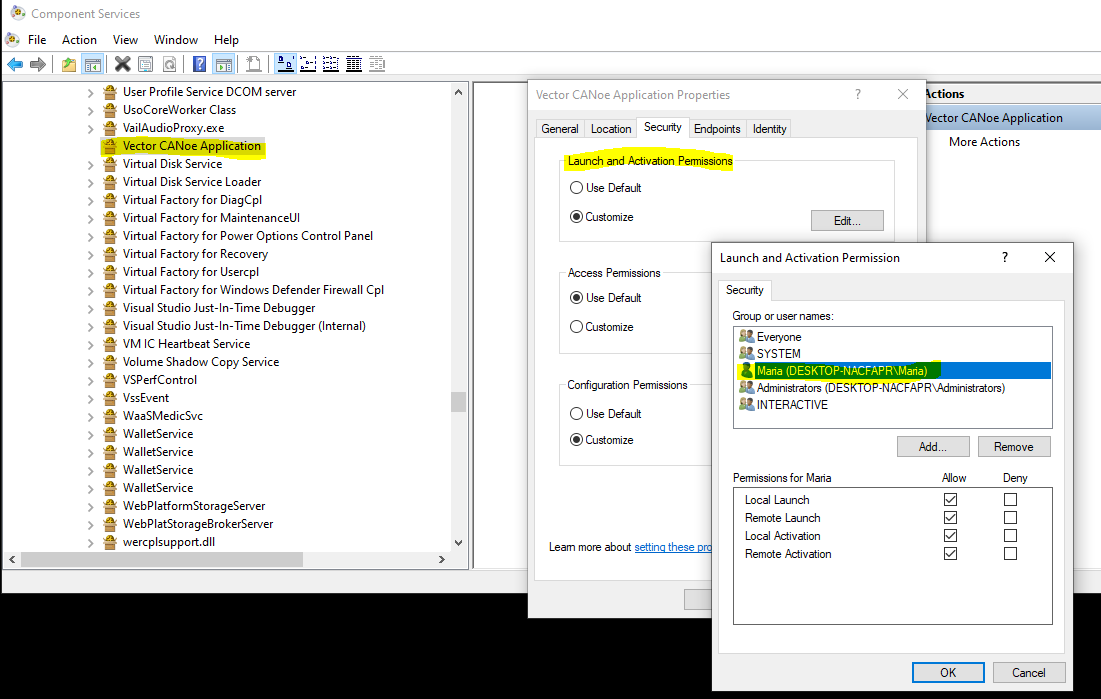 Component Services
File Action View Window Help
User Profile Service DCOM server
UsoCoreWorker Class
VailAudioProxy.exe
Vector CANoe Application
Virtual Disk Service
Virtual Disk Service Loader
Virtual Factory for DiagCpl
Virtual Factory for MaintenanceUI
Virtual Factory for Power Options Control Panel
Virtual Factory for Recovery
Virtual Factory for Usercpl
Virtual Factory for Windows Defender Firewall Cpl
Visual Studio Just-In-Time Debugger
Visual Studio Just-In-Time Debugger (Internal)
VM IC Heartbeat Service
Volume Shadow Copy Service
VSPerfControl
VssEvent
WaaSMedicSvc
WalletService
WalletService
WalletService
WalletService
WebPlatformStorageServer
WebPlatStorageBrokerServer
wercplsupport.dll
Vector CANoe Application Properties
?
General Location Security Endpoints Identity
Launch and Activation Permissions
Use Default
Customize
Edit...
Access Permissions
Use Default
Customize
Configuration Permissions
Use Default
Customize
Learn more about setting these pro
Actions
Vector CANoe Application
More Actions
Launch and Activation Permission
?
Security
Group or user names:
Everyone
SYSTEM
Maria (DESKTOP-NACFAPR\Maria)
Administrators (DESKTOP-NACFAPR\Administrators)
INTERACTIVE
Add... Remove
Permissions for Maria Allow Deny
Local Launch
Remote Launch
Local Activation
Remote Activation
OK Cancel